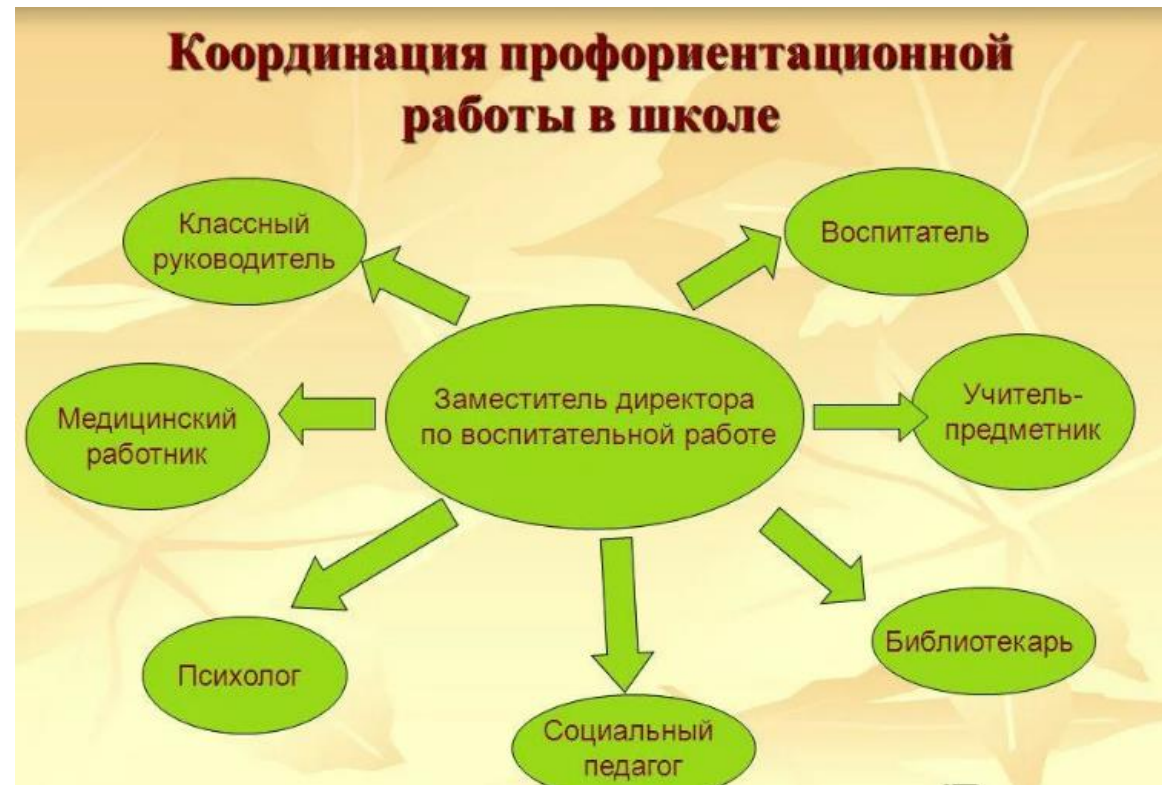 Координация профориентационной
работы в школе
Классный
руководитель
Воспитатель
Заместитель директора
по воспитательной работе
Учитель-
предметник
Медицинский
работник
Психолог
Библиотекарь
Социальный
педагог